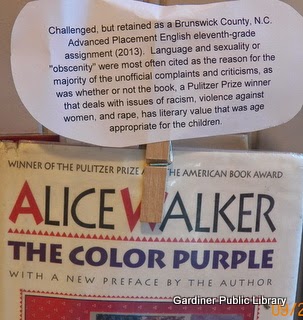 Challenged, but retained as a Brunswick County, N.C.
Advanced Placement English eleventh-grade
assignment (2013). Language and sexuality or
"obscenity" were most often cited as the reason for the
majority of the unofficial complaints and criticisms, as
was whether or not the book, a Pulitzer Prize winner
that deals with issues of racism, violence against
women, and rape, has literary value that was age
appropriate for the children.
WINNER OF THE PULITZER PRIZE THE AMERICAN BOOK AWARD
ALICE WALKER
THE COLOR PURPLE
WITH A NEW PREFACE BY THE AUTHOR
Gardiner Public Library